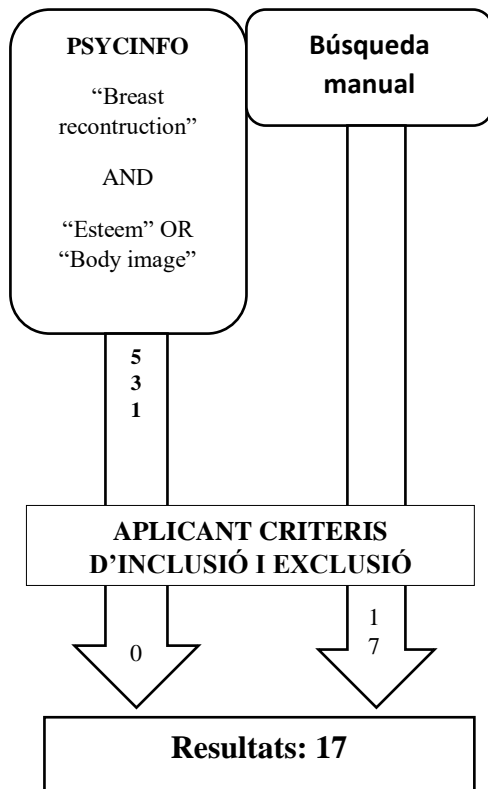 PSYCINFO
“Breast
recontruction”
AND
“Esteem” OR
“Body image”
Búsqueda
manual
5
3
1
APLICANT CRITERIS
D’INCLUSIÓ I EXCLUSIÓ
0
1
7
Resultats: 17